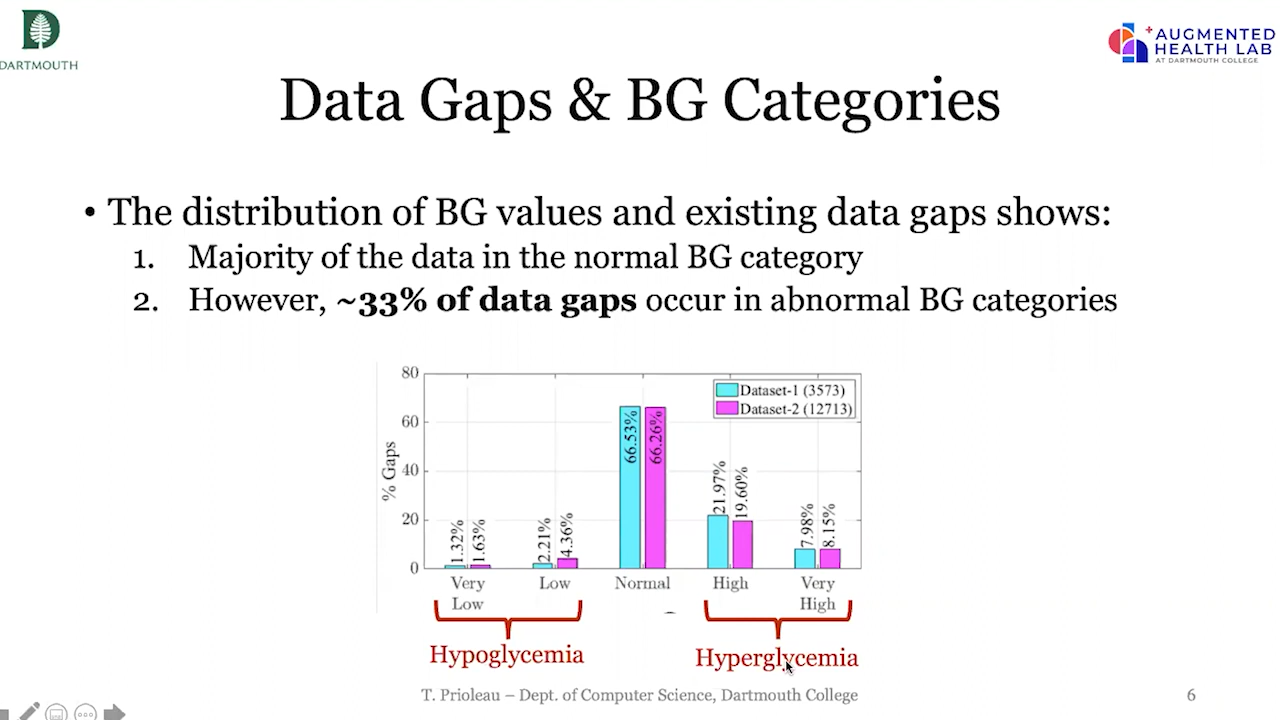 DARTMOUTH
AUGMENTED
HEALTH LAB
AT DARTMOUTH COLLEGE
Data Gaps & BG Categories
• The distribution of BG values and existing data gaps shows:
1. Majority of the data in the normal BG category
2. However, ~33% of data gaps occur in abnormal BG categories
% Gaps
80
60
40
20
0
Dataset-1 (3573)
Dataset-2 (12713)
1.32%
1.63%
2.21%
4.36%
66.53%
66.26%
21.97%
19.60%
7.98%
8.15%
Very Low
Low
Normal
High
Very High
Hypoglycemia
Hyperglycemia
T. Prioleau – Dept. of Computer Science, Dartmouth College
6